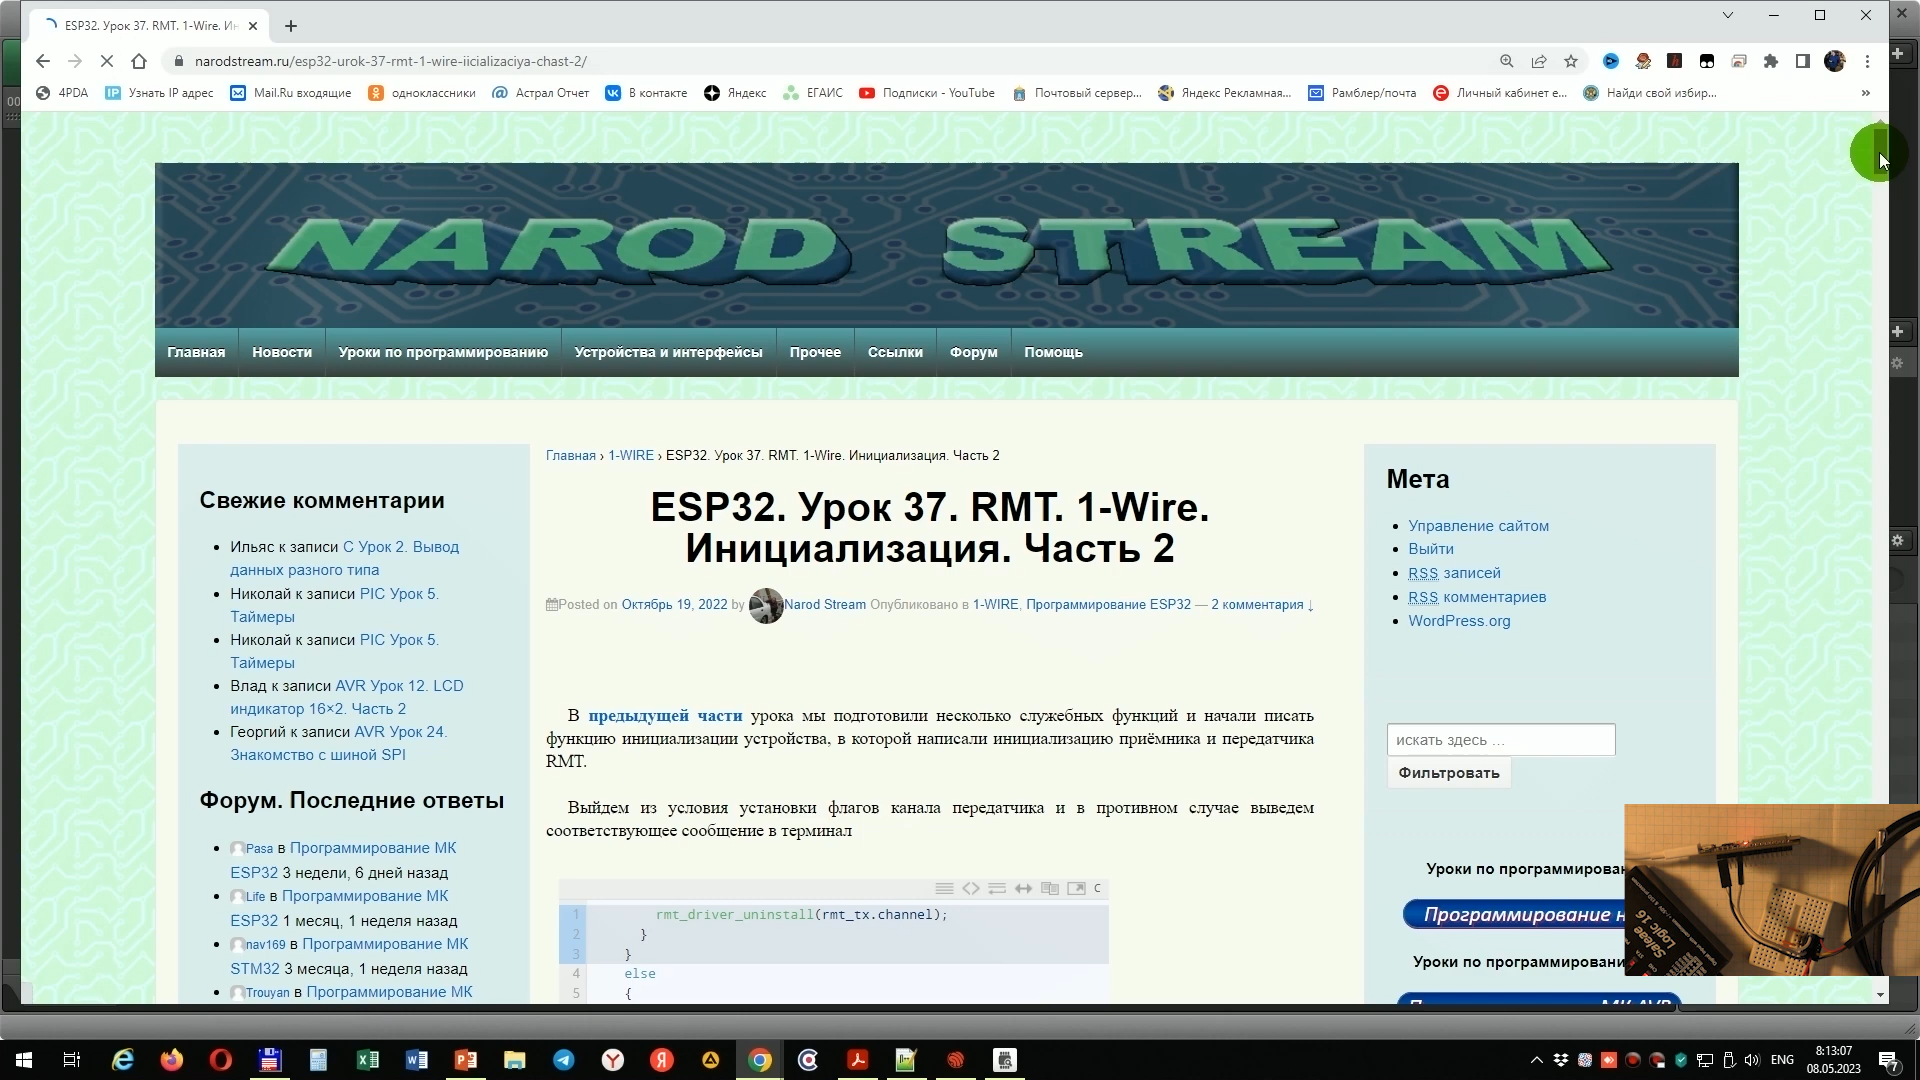 ESP32. Урок 37. RMT. 1-Wire. Ин
narodstream.ru/esp32-urok-37-rmt-1-wire-iicializaciya-chast-2/
4PDA
Узнать IP адрес
Mail.Ru входящие
одноклассники
Астрал Отчет
В контакте
Яндекс
ЕГАИС
Подписки - YouTube
Почтовый сервер...
Яндекс Рекламная...
Рамблер/почта
Личный кабинет е...
Найди свой избир...
NAROD STREAM
Главная
Новости
Уроки по программированию
Устройства и интерфейсы
Прочее
Ссылки
Форум
Помощь
Свежие комментарии
Ильяс к записи С Урок 2. Вывод
данных разного типа
Николай к записи PIC Урок 5.
Таймеры
Николай к записи PIC Урок 5.
Таймеры
Влад к записи AVR Урок 12. LCD
индикатор 16×2. Часть 2
Георгий к записи AVR Урок 24.
Знакомство с шиной SPI
Форум. Последние ответы
Pasa в Программирование МК
ESP32 3 недели, 6 дней назад
Life в Программирование МК
ESP32 1 месяц, 1 неделя назад
nav169 в Программирование МК
STM32 3 месяца, 1 неделя назад
Trouyan в Программирование МК
Главная › 1-WIRE › ESP32. Урок 37. RMT. 1-Wire. Инициализация. Часть 2
ESP32. Урок 37. RMT. 1-Wire.
Инициализация. Часть 2
Posted on Октябрь 19, 2022 by Narod Stream Опубликовано в 1-WIRE, Программирование ESP32 — 2 комментария ↓
В предыдущей части урока мы подготовили несколько служебных функций и начали писать
функцию инициализации устройства, в которой написали инициализацию приёмника и передатчика
RMT.
Выйдем из условия установки флагов канала передатчика и в противном случае выведем
соответствующее сообщение в терминал
C
1 rmt_driver_uninstall(rmt_tx.channel);
2 }
3 }
4 else
5 {
Мета
Управление сайтом
Выйти
RSS записей
RSS комментариев
WordPress.org
искать здесь …
Фильтровать
Уроки по программирован
Программирование
Уроки по программировани
Saleae
Logic 16
ENG
8:13:07
08.05.2023
7